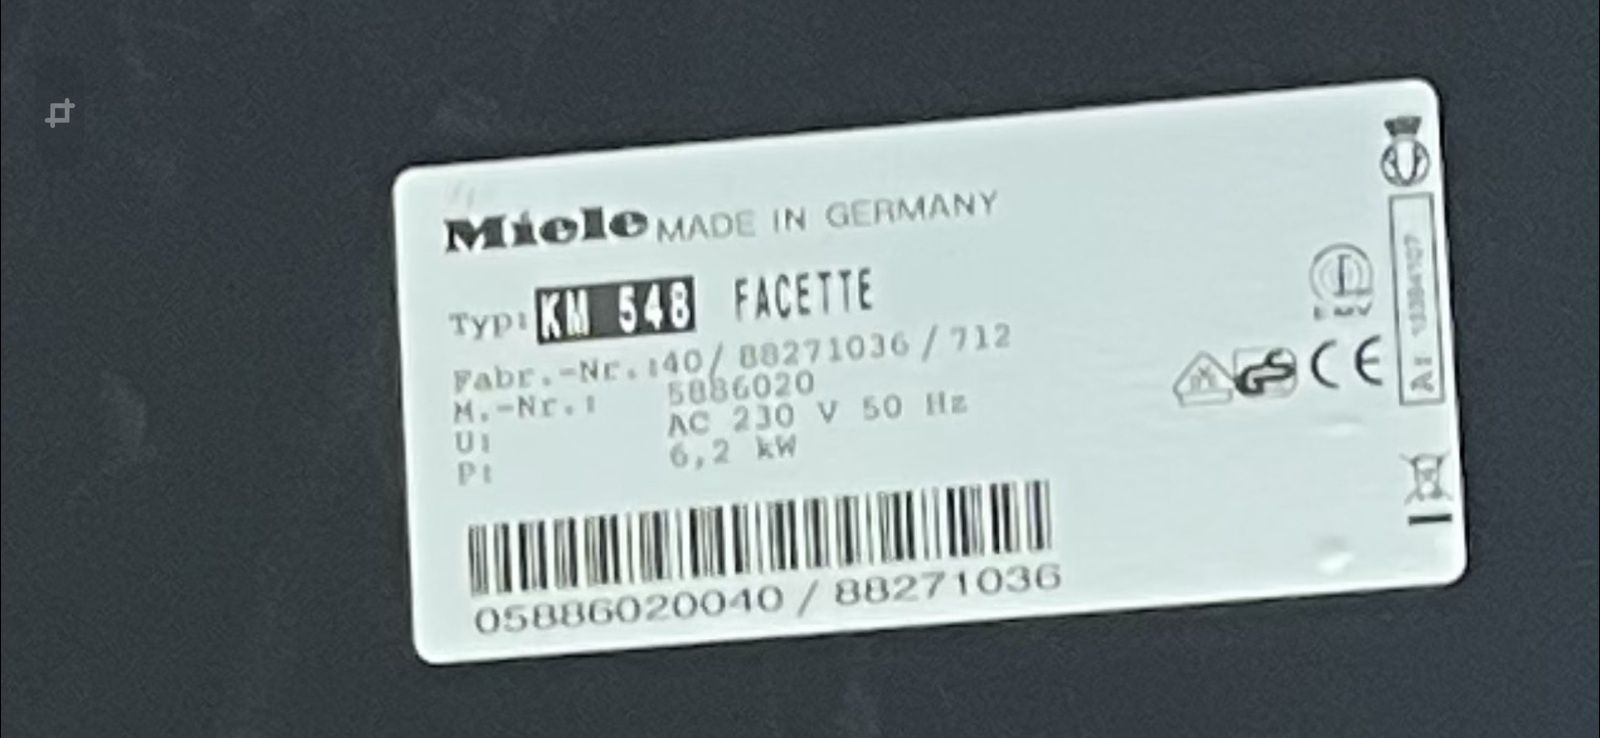 Miele MADE IN GERMANY
Typ: KM 548 FACETTE
Fabr.-Nr.: 40/ 88271036 / 712
M.-Nr.: 5886020
U: AC 230 V 50 Hz
P: 6,2 kW
05886020040 / 88271036
CE